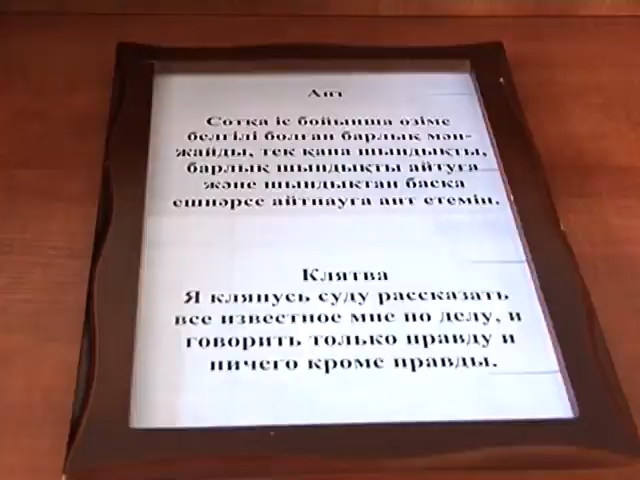 Ант
Сотқа іс бойынша өзіме
белгілі болған барлық мән-
жайды, тек қана шындықты,
барлық шындықты айтуға
және шындықтан басқа
ешнәрсе айтпауға ант етемін.
Клятва
Я клянусь суду рассказать
все известное мне по делу, и
говорить только правду и
ничего кроме правды.